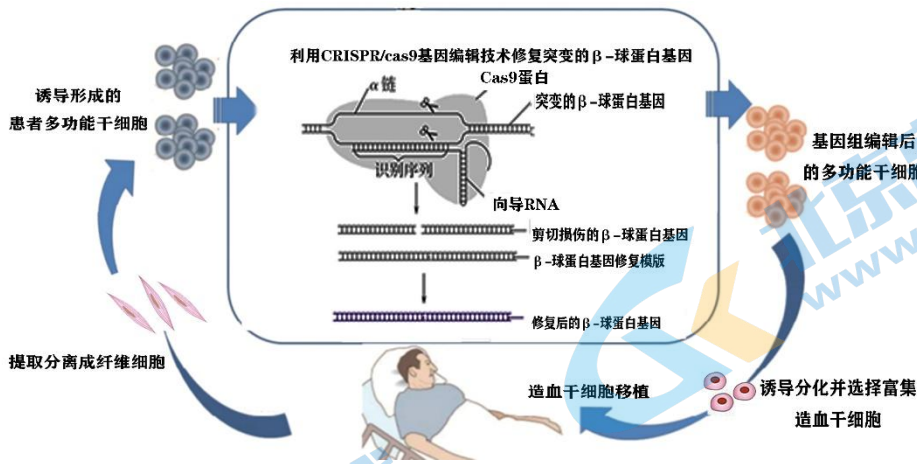 利用CRISPR/cas9基因编辑技术修复突变的β-球蛋白基因
Cas9蛋白
α链
突变的β-球蛋白基因
诱导形成的
患者多功能干细胞
识别序列
向导RNA
剪切损伤的β-球蛋白基因
β-球蛋白基因修复模版
修复后的β-球蛋白基因
基因组编辑后
的多功能干细胞
提取分离成纤维细胞
造血干细胞移植
诱导分化并选择富集
造血干细胞
北京
www